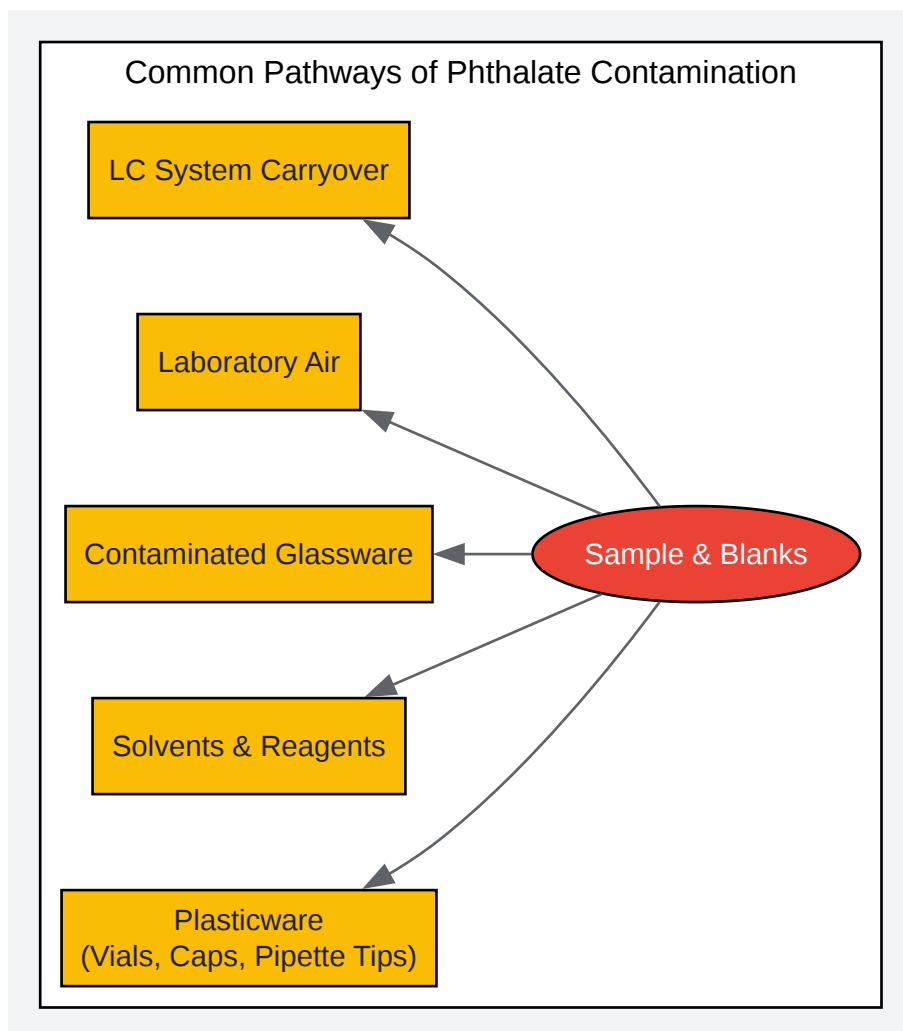 Common Pathways of Phthalate Contamination
LC System Carryover
Laboratory Air
Contaminated Glassware
Sample & Blanks
Solvents & Reagents
Plasticware
(Vials, Caps, Pipette Tips)